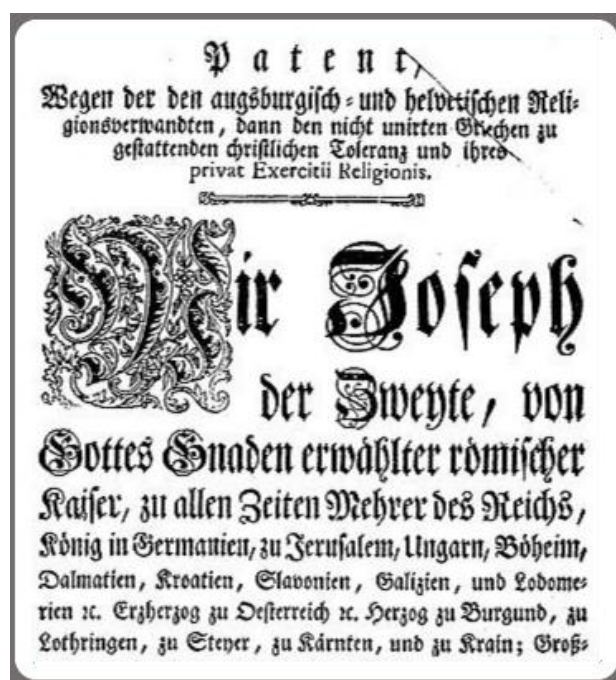 Patent,
Wegen der den augsburgisch- und helvetischen Reli-
gionsverwandten, dann den nicht unirten Griechen zu
gestattenden christlichen Toleranz und ihres
privat Exercitii Religionis.
Wir Joseph
der Zweyte, von
Gottes Gnaden erwählter römischer
Kaiser, zu allen Zeiten Mehrer des Reichs,
König in Germanien, zu Jerusalem, Ungarn, Böheim,
Dalmatien, Kroatien, Slavonien, Galizien, und Lodome-
rien ꝛc. Erzherzog zu Oesterreich ꝛc. Herzog zu Burgund, zu
Lothringen, zu Steyer, zu Kärnten, und zu Krain; Groß-